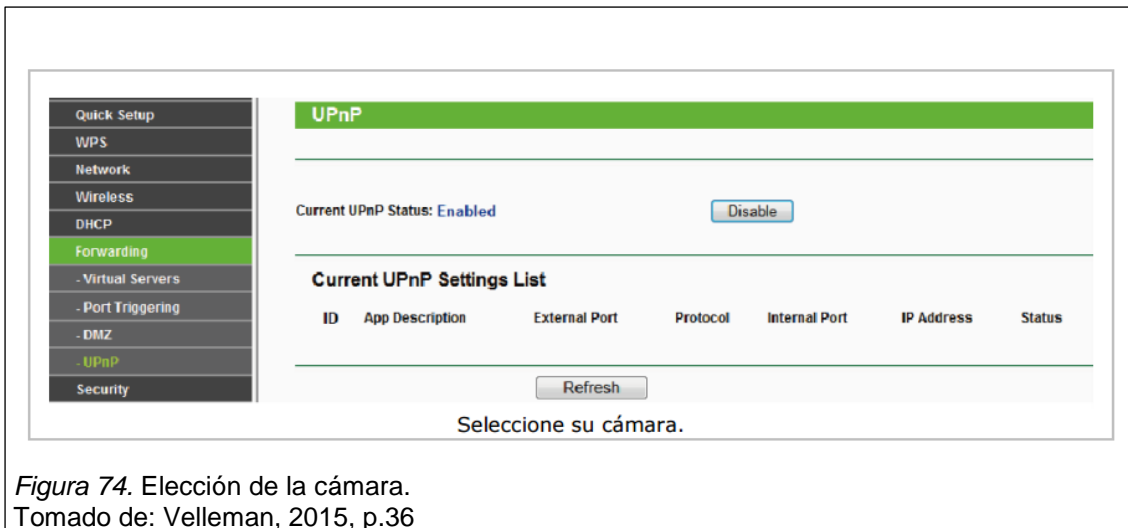 Quick Setup
WPS
Network
Wireless
DHCP
Forwarding
- Virtual Servers
- Port Triggering
- DMZ
- UPnP
Security
UPnP
Current UPnP Status: Enabled Disable
Current UPnP Settings List
ID App Description External Port Protocol Internal Port IP Address Status
Refresh
Seleccione su cámara.
Figura 74. Elección de la cámara.
Tomado de: Velleman, 2015, p.36